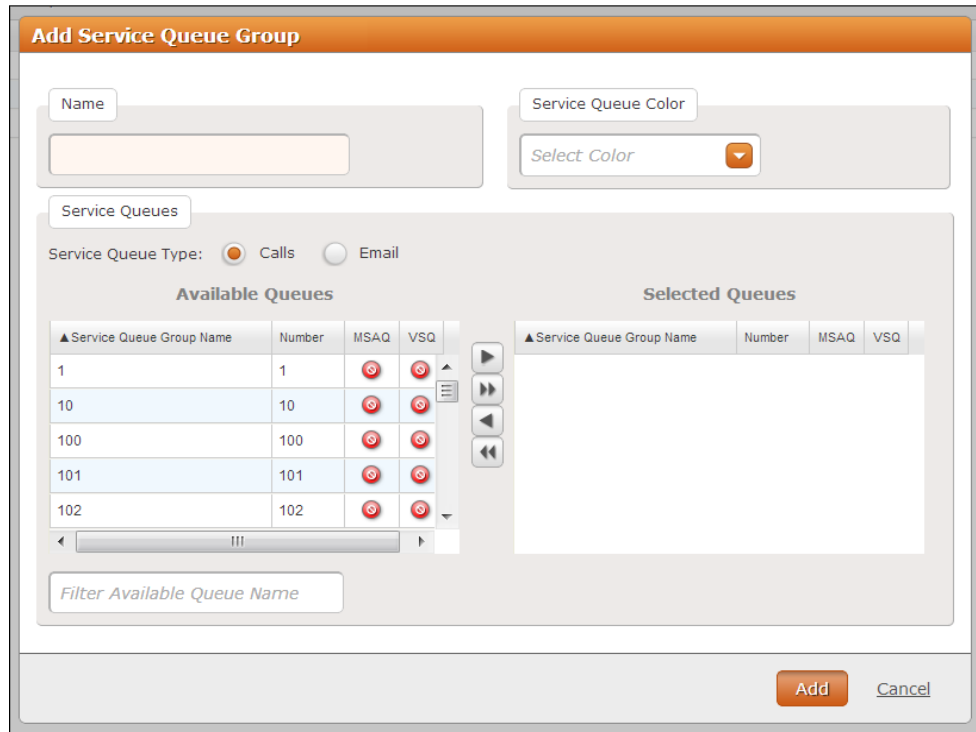 Add Service Queue Group
Name
Service Queue Color
Select Color
Service Queues
Service Queue Type: Calls Email
Available Queues
Selected Queues
▲Service Queue Group Name Number MSAQ VSQ
▲Service Queue Group Name Number MSAQ VSQ
1 1
10 10
100 100
101 101
102 102
Filter Available Queue Name
Add Cancel